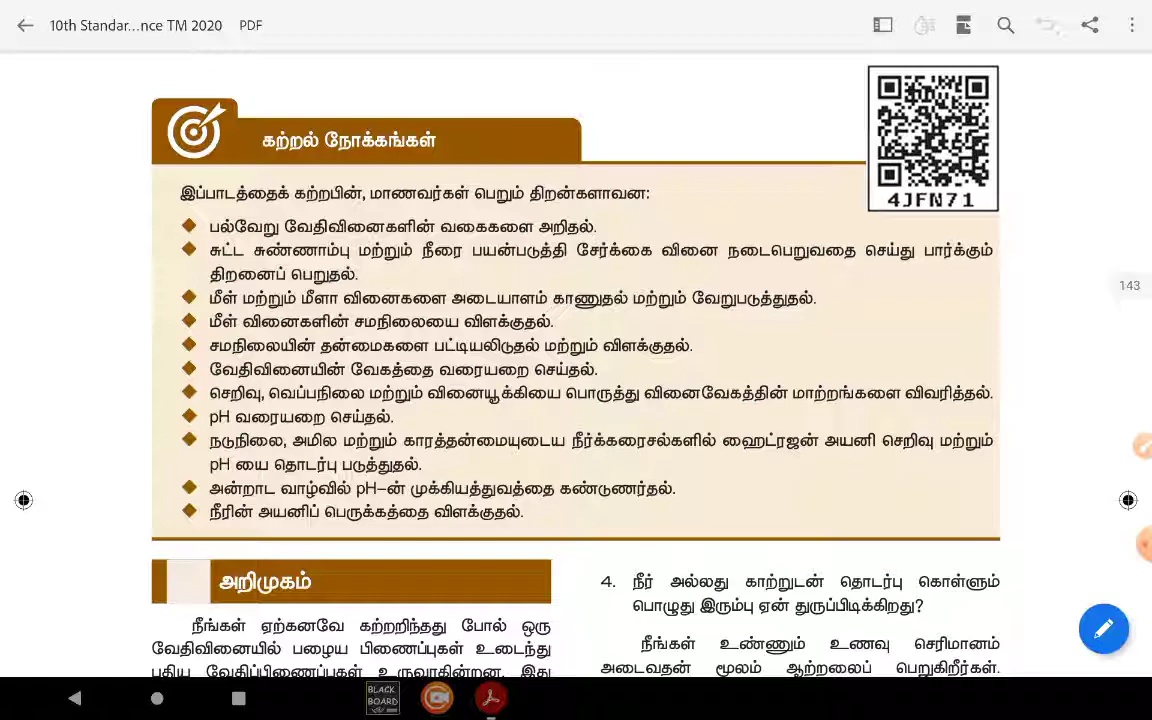 10th Standar...nce TM 2020 PDF
4JFN71
கற்றல் நோக்கங்கள்
இப்பாடத்தைக் கற்றபின், மாணவர்கள் பெறும் திறன்களாவன:
பல்வேறு வேதிவினைகளின் வகைகளை அறிதல்.
சுட்ட சுண்ணாம்பு மற்றும் நீரை பயன்படுத்தி சேர்க்கை வினை நடைபெறுவதை செய்து பார்க்கும்
திறனைப் பெறுதல்.
மீள் மற்றும் மீளா வினைகளை அடையாளம் காணுதல் மற்றும் வேறுபடுத்துதல்.
மீள் வினைகளின் சமநிலையை விளக்குதல்.
சமநிலையின் தன்மைகளை பட்டியலிடுதல் மற்றும் விளக்குதல்.
வேதிவினையின் வேகத்தை வரையறை செய்தல்.
செறிவு, வெப்பநிலை மற்றும் வினையூக்கியை பொருத்து வினைவேகத்தின் மாற்றங்களை விவரித்தல்.
pH வரையறை செய்தல்.
நடுநிலை, அமில மற்றும் காரத்தன்மையுடைய நீர்க்கரைசல்களில் ஹைட்ரஜன் அயனி செறிவு மற்றும்
pH யை தொடர்பு படுத்துதல்.
அன்றாட வாழ்வில் pH–ன் முக்கியத்துவத்தை கண்டுணர்தல்.
நீரின் அயனிப் பெருக்கத்தை விளக்குதல்.
143
அறிமுகம்
நீங்கள் ஏற்கனவே கற்றறிந்தது போல் ஒரு
வேதிவினையில் பழைய பிணைப்புகள் உடைந்து
புதிய வேதிப்பிணைப்புகள் உருவாகின்றன. இது
4. நீர் அல்லது காற்றுடன் தொடர்பு கொள்ளும்
பொழுது இரும்பு ஏன் துருப்பிடிக்கிறது?
நீங்கள் உண்ணும் உணவு செரிமானம்
அடைவதன் மூலம் ஆற்றலைப் பெறுகிறீர்கள்.
BLACK
BOARD